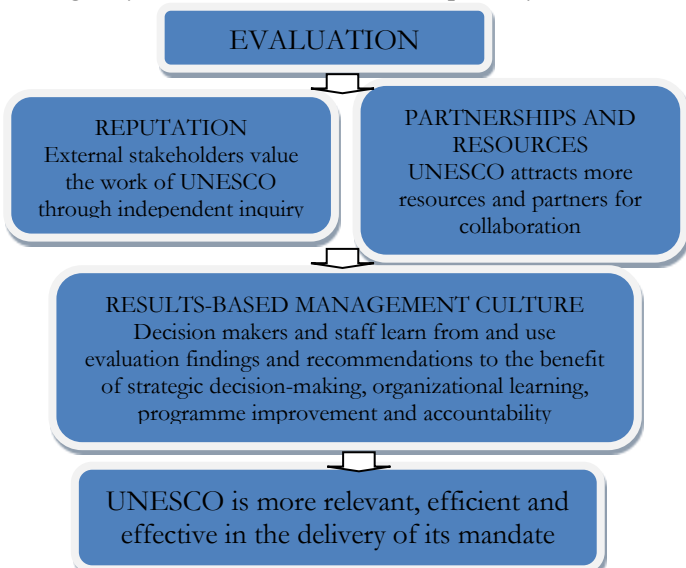 EVALUATION
REPUTATION
External stakeholders value
the work of UNESCO
through independent inquiry
PARTNERSHIPS AND
RESOURCES
UNESCO attracts more
resources and partners for
collaboration
RESULTS-BASED MANAGEMENT CULTURE
Decision makers and staff learn from and use
evaluation findings and recommendations to the benefit
of strategic decision-making, organizational learning,
programme improvement and accountability
UNESCO is more relevant, efficient and
effective in the delivery of its mandate